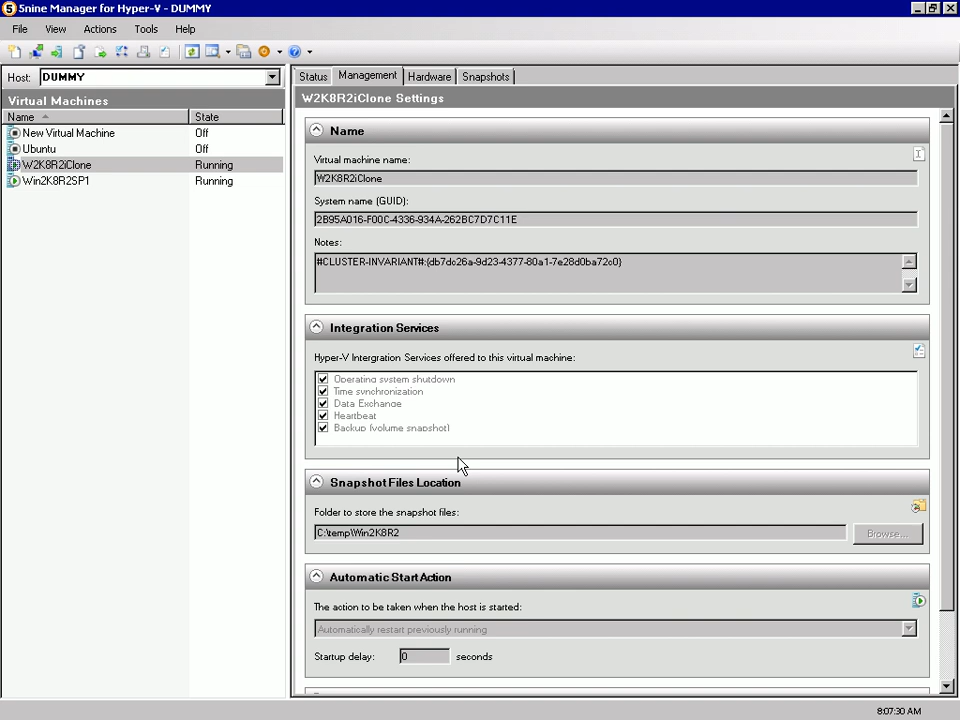 5nine Manager for Hyper-V - DUMMY
File View Actions Tools Help
Host: DUMMY
Virtual Machines
Name State
New Virtual Machine Off
Ubuntu Off
W2K8R2iClone Running
Win2K8R2SP1 Running
Status Management Hardware Snapshots
W2K8R2iClone Settings
Name
Virtual machine name:
W2K8R2iClone
System name (GUID):
2B95A016-F00C-4336-934A-262BC7D7C11E
Notes:
#CLUSTER-INVARIANT#:{db7dc26a-9d23-4377-80a1-7e28d0ba72c0}
Integration Services
Hyper-V Intergration Services offered to this virtual machine:
Operating system shutdown
Time synchronization
Data Exchange
Heartbeat
Backup (volume snapshot)
Snapshot Files Location
Folder to store the snapshot files:
C:\temp\Win2K8R2
Browse...
Automatic Start Action
The action to be taken when the host is started:
Automatically restart previously running
Startup delay: 0 seconds
8:07:30 AM